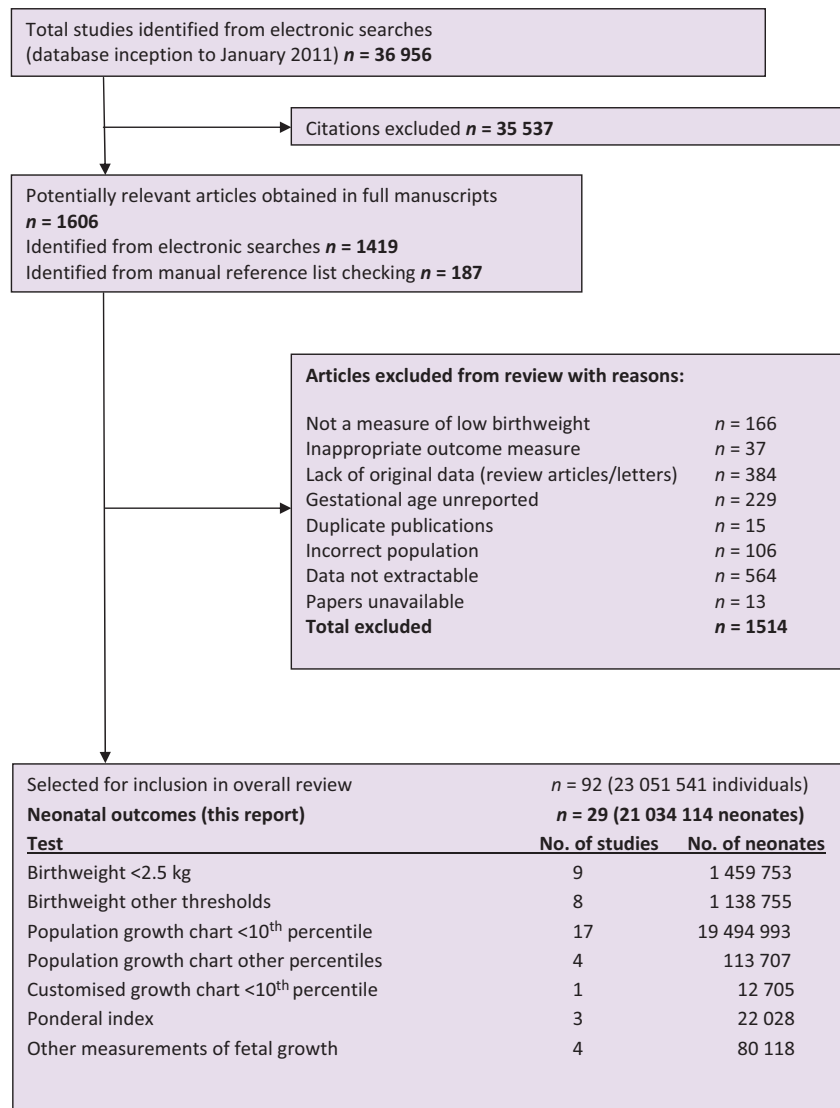 Total studies identified from electronic searches
(database inception to January 2011) n = 36 956
Citations excluded n = 35 537
Potentially relevant articles obtained in full manuscripts
n = 1606
Identified from electronic searches n = 1419
Identified from manual reference list checking n = 187
Articles excluded from review with reasons:
Not a measure of low birthweight n = 166
Inappropriate outcome measure n = 37
Lack of original data (review articles/letters) n = 384
Gestational age unreported n = 229
Duplicate publications n = 15
Incorrect population n = 106
Data not extractable n = 564
Papers unavailable n = 13
Total excluded n = 1514
Selected for inclusion in overall review n = 92 (23 051 541 individuals)
Neonatal outcomes (this report) n = 29 (21 034 114 neonates)
Test No. of studies No. of neonates
Birthweight <2.5 kg 9 1 459 753
Birthweight other thresholds 8 1 138 755
Population growth chart <10th percentile 17 19 494 993
Population growth chart other percentiles 4 113 707
Customised growth chart <10th percentile 1 12 705
Ponderal index 3 22 028
Other measurements of fetal growth 4 80 118